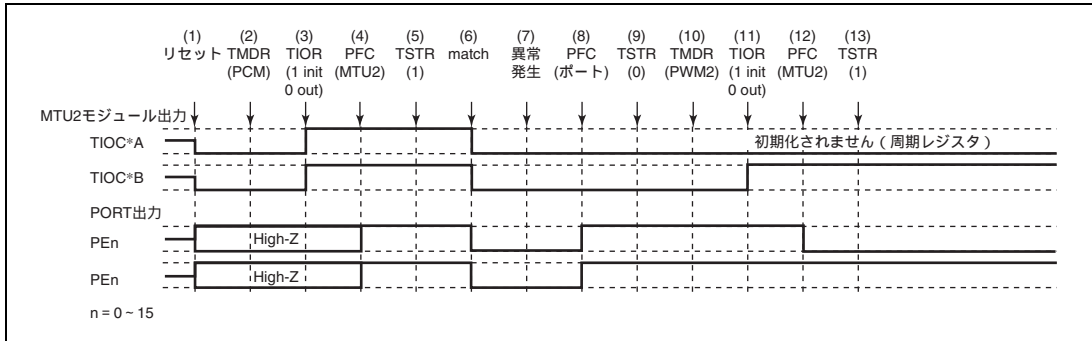 (1) (2) (3) (4) (5) (6) (7) (8) (9) (10) (11) (12) (13)
リセット TMDR TIOR PFC TSTR match 異常 PFC TSTR TMDR TIOR PFC TSTR
(PCM) (1 init (MTU2) (1) 発生 (ポート) (0) (PWM2) (1 init (MTU2) (1)
0 out) 0 out)
MTU2モジュール出力
TIOC*A 初期化されません ( 周期レジスタ )
TIOC*B
PORT出力
PEn High-Z
PEn High-Z
n = 0 ~ 15